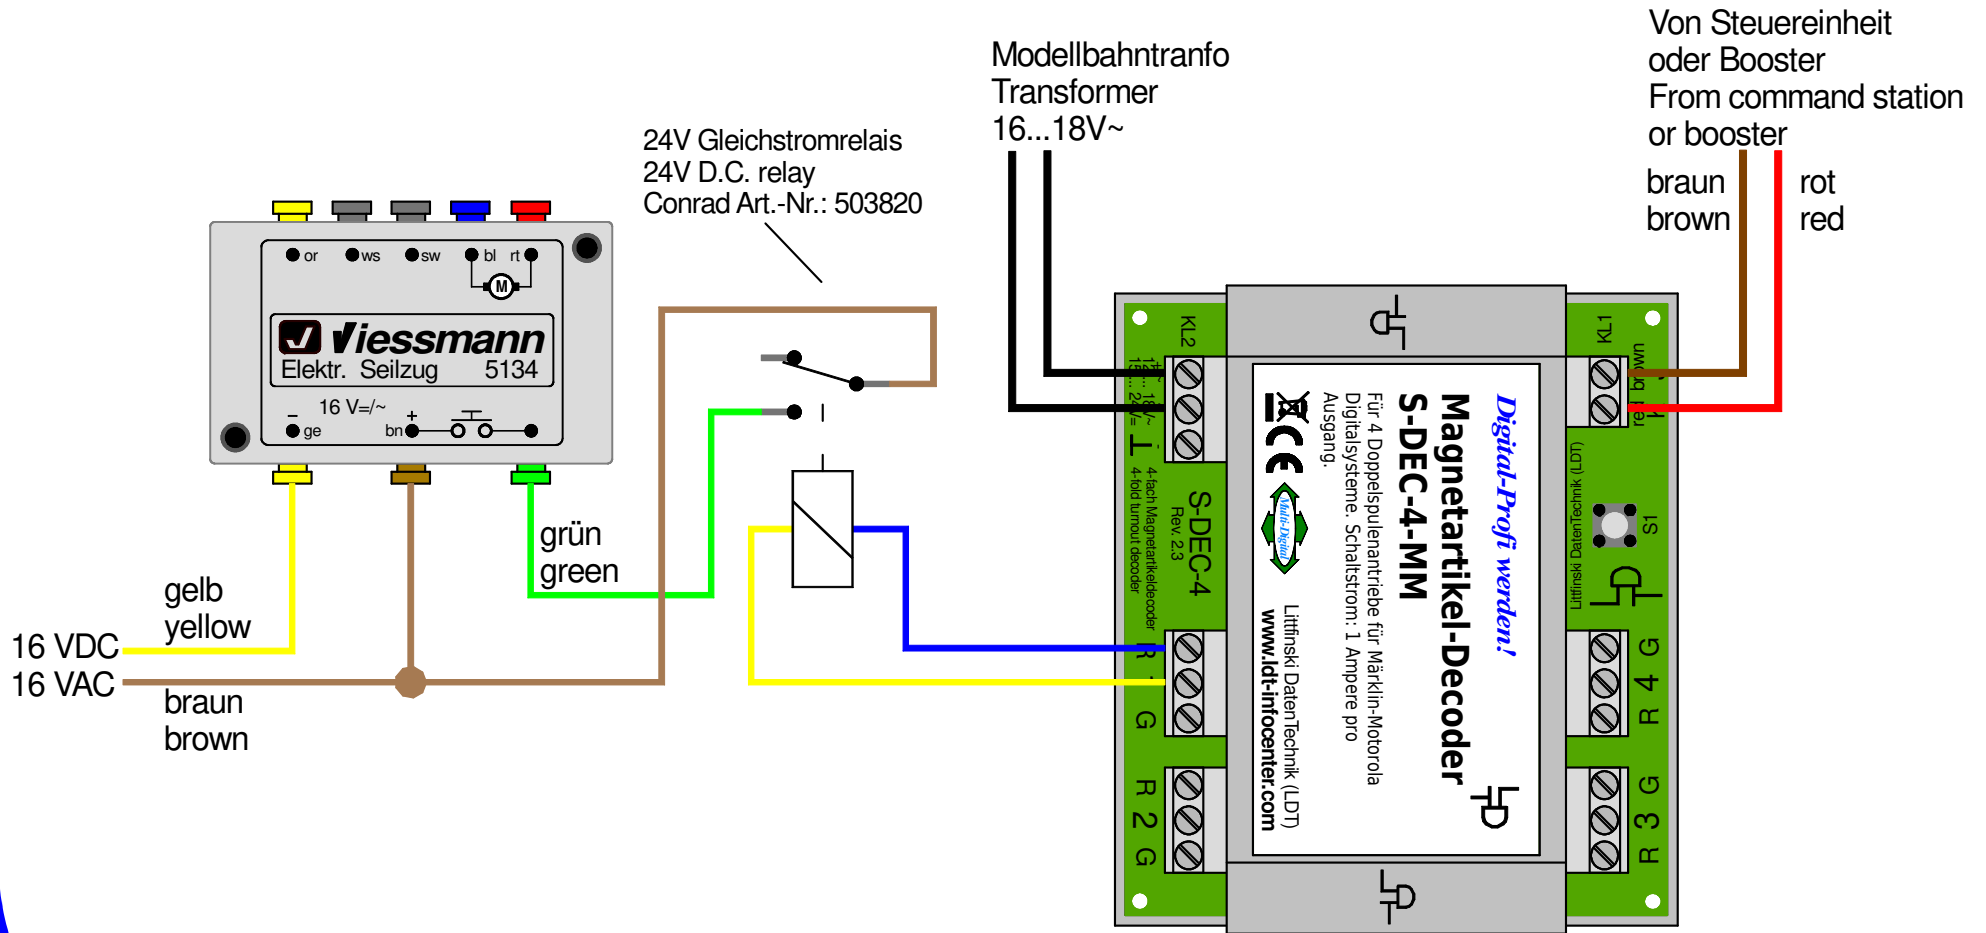 Von Steuereinheit
oder Booster
From command station
or booster
braun
brown
rot
red
Modellbahntranfo
Transformer
16...18V~
24V Gleichstromrelais
24V D.C. relay
Conrad Art.-Nr.: 503820
or
ws
sw
bl
rt
M
Viessmann
Elektr. Seilzug 5134
16 V=/~
–
+
ge
bn
grün
green
gelb
yellow
16 VDC
16 VAC
braun
brown
KL2
S-DEC-4
Rev. 2.3
4-fach Magnetartikeldecoder
4-fold turnout decoder
R
G
R 2 G
Digital-Profi werden!
Magnetartikel-Decoder
S-DEC-4-MM
Für 4 Doppelspulenantriebe für Märklin-Motorola
Digitalsysteme. Schaltstrom: 1 Ampere pro
Ausgang.
CE
Multi-Digital
Littfinski DatenTechnik (LDT)
www.ldt-infocenter.com
KL1
red brown
Littfinski DatenTechnik (LDT)
S1
R 4 G
R 3 G